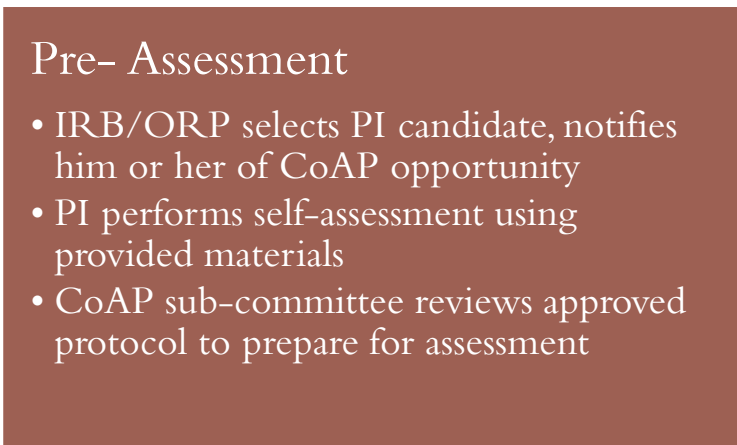 Pre- Assessment
• IRB/ORP selects PI candidate, notifies
him or her of CoAP opportunity
• PI performs self-assessment using
provided materials
• CoAP sub-committee reviews approved
protocol to prepare for assessment